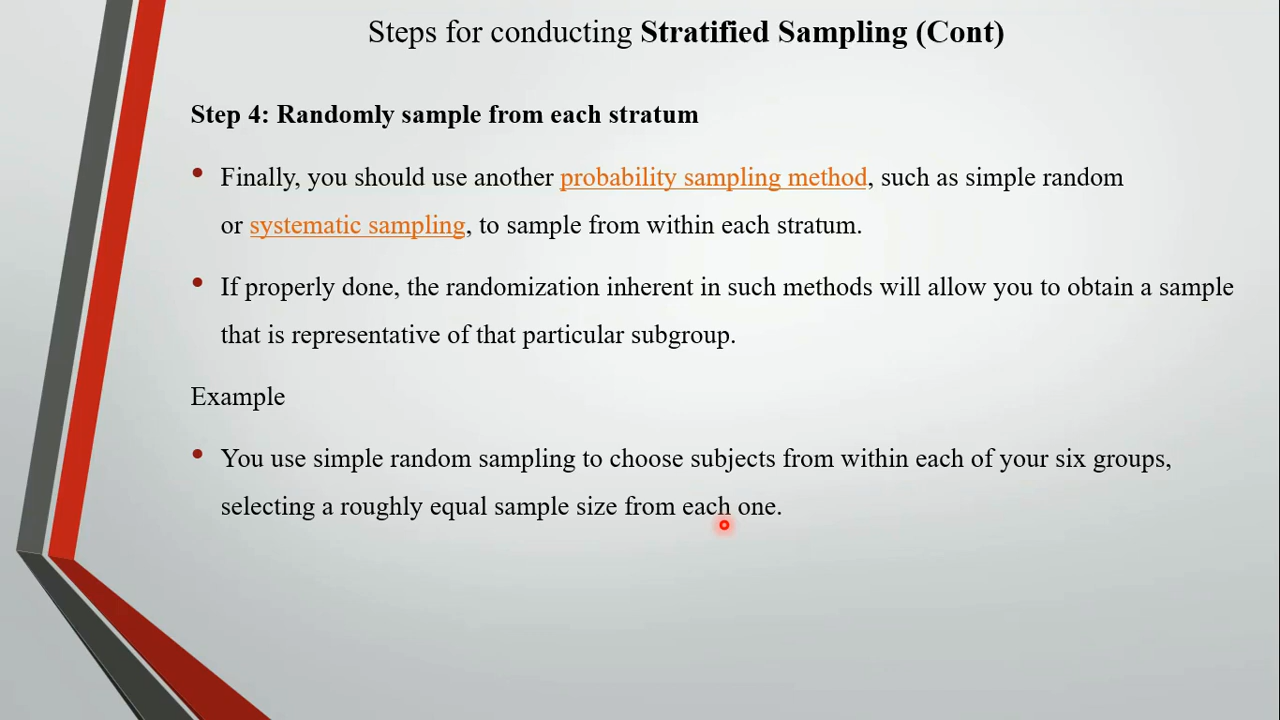 Steps for conducting Stratified Sampling (Cont)
Step 4: Randomly sample from each stratum
• Finally, you should use another probability sampling method, such as simple random
or systematic sampling, to sample from within each stratum.
• If properly done, the randomization inherent in such methods will allow you to obtain a sample
that is representative of that particular subgroup.
Example
• You use simple random sampling to choose subjects from within each of your six groups,
selecting a roughly equal sample size from each one.